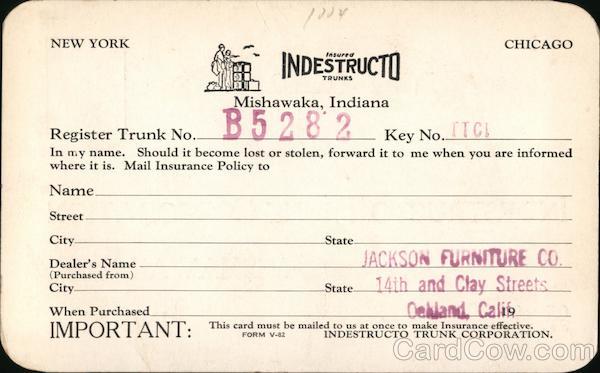 NEW YORK
CHICAGO
Insured
INDESTRUCTO
TRUNKS
Mishawaka, Indiana
Register Trunk No. B5282 Key No.
In my name. Should it become lost or stolen, forward it to me when you are informed
where it is. Mail Insurance Policy to
Name
Street
City State
Dealer's Name JACKSON FURNITURE CO.
(Purchased from)
City State 14th and Clay Streets
When Purchased Oakland, Calif. 19
IMPORTANT: This card must be mailed to us at once to make Insurance effective.
FORM V-82 INDESTRUCTO TRUNK CORPORATION.
CardCow.com